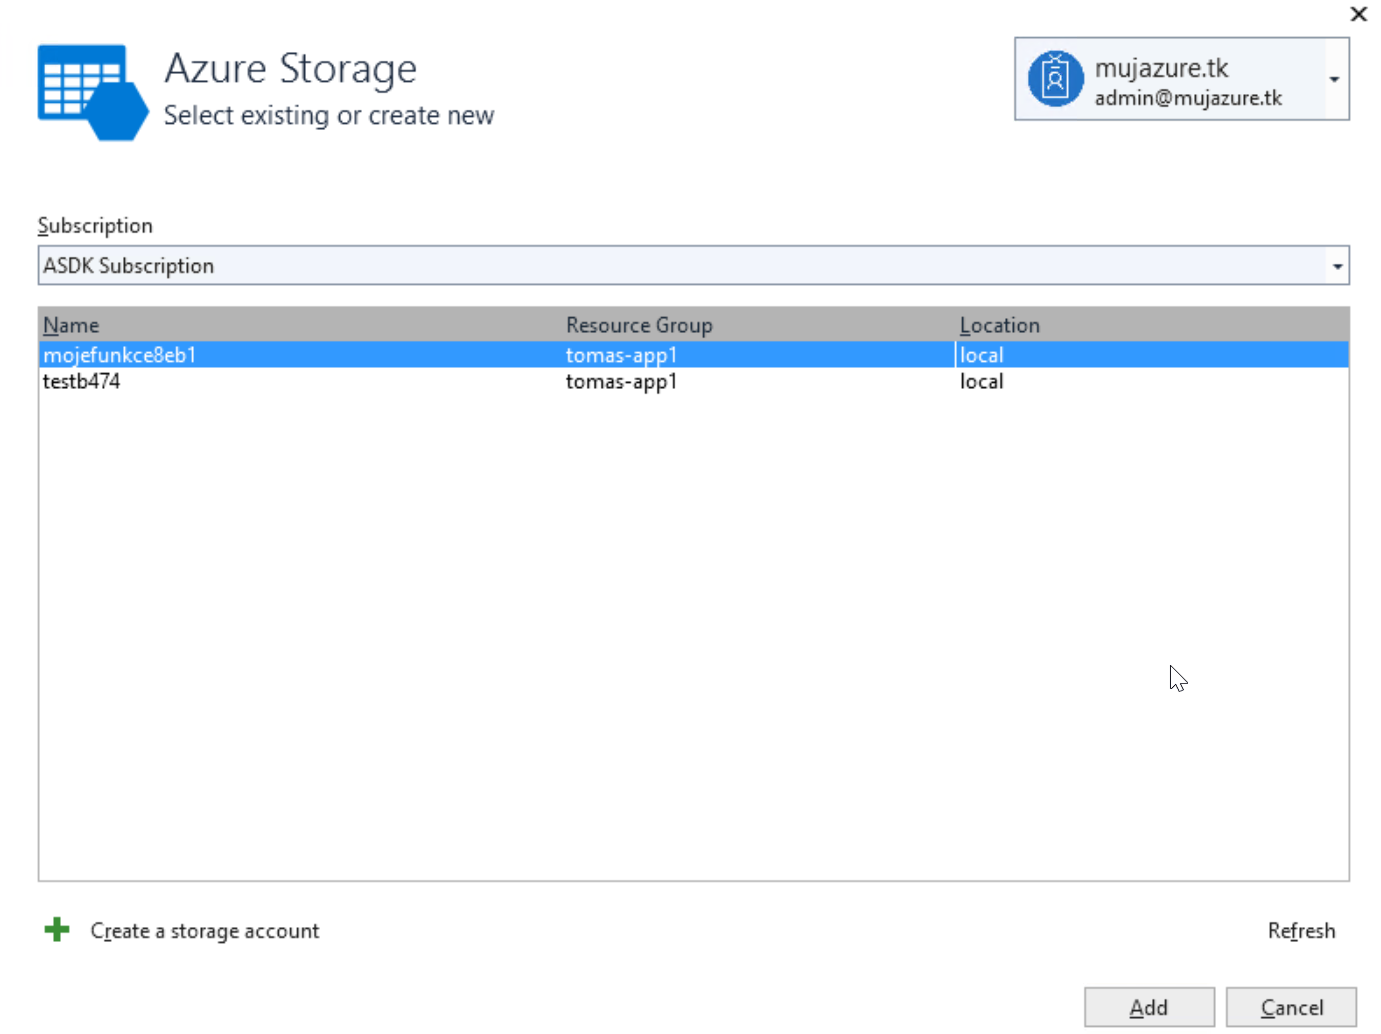 Azure Storage
Select existing or create new
mujazure.tk
admin@mujazure.tk
Subscription
ASDK Subscription
Name Resource Group Location
mojefunkce8eb1 tomas-app1 local
testb474 tomas-app1 local
Create a storage account Refresh
Add Cancel